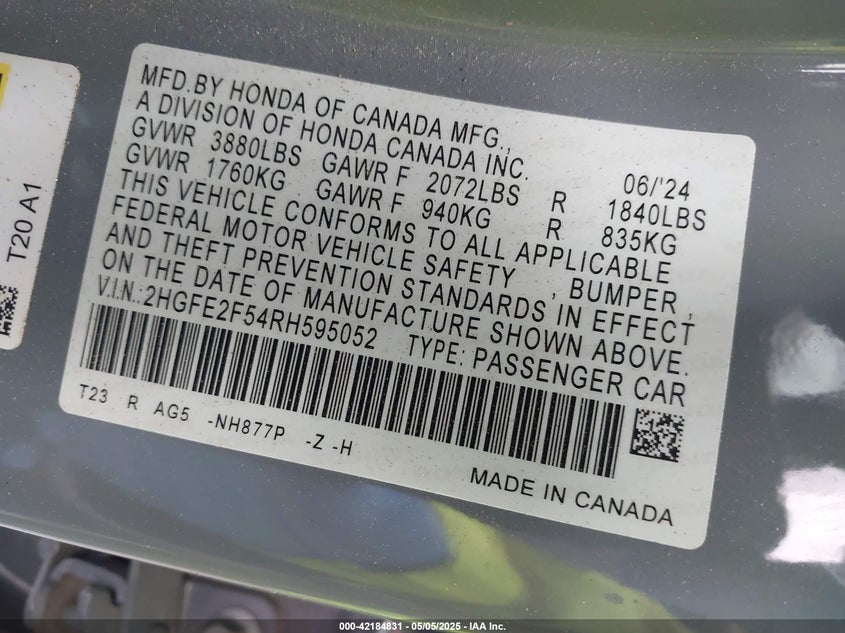 MFD.BY HONDA OF CANADA MFG.,
A DIVISION OF HONDA CANADA INC. 06/'24
GVWR 3880LBS GAWR F 2072LBS R 1840LBS
GVWR 1760KG GAWR F 940KG R 835KG
THIS VEHICLE CONFORMS TO ALL APPLICABLE
FEDERAL MOTOR VEHICLE SAFETY , BUMPER ,
AND THEFT PREVENTION STANDARDS IN EFFECT
ON THE DATE OF MANUFACTURE SHOWN ABOVE.
V.I.N.:2HGFE2F54RH595052 TYPE: PASSENGER CAR
T23 R AG5 -NH877P -Z -H
MADE IN CANADA
T20 A1
000-42184831 - 05/05/2025 - IAA Inc.